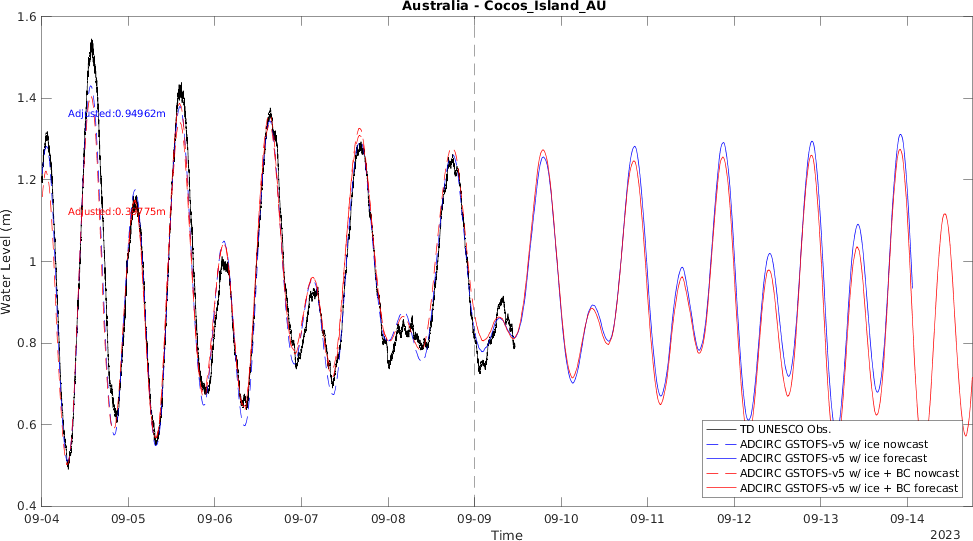 Australia - Cocos_Island_AU
1.6
1.4
1.2
1
0.8
0.6
0.4
Water Level (m)
Adjusted:0.94962m
TD UNESCO Obs.
ADCIRC GSTOFS-v5 w/ ice nowcast
ADCIRC GSTOFS-v5 w/ ice forecast
ADCIRC GSTOFS-v5 w/ ice + BC nowcast
ADCIRC GSTOFS-v5 w/ ice + BC forecast
09-04 09-05 09-06 09-07 09-08 09-09 09-10 09-11 09-12 09-13 09-14
Time
2023